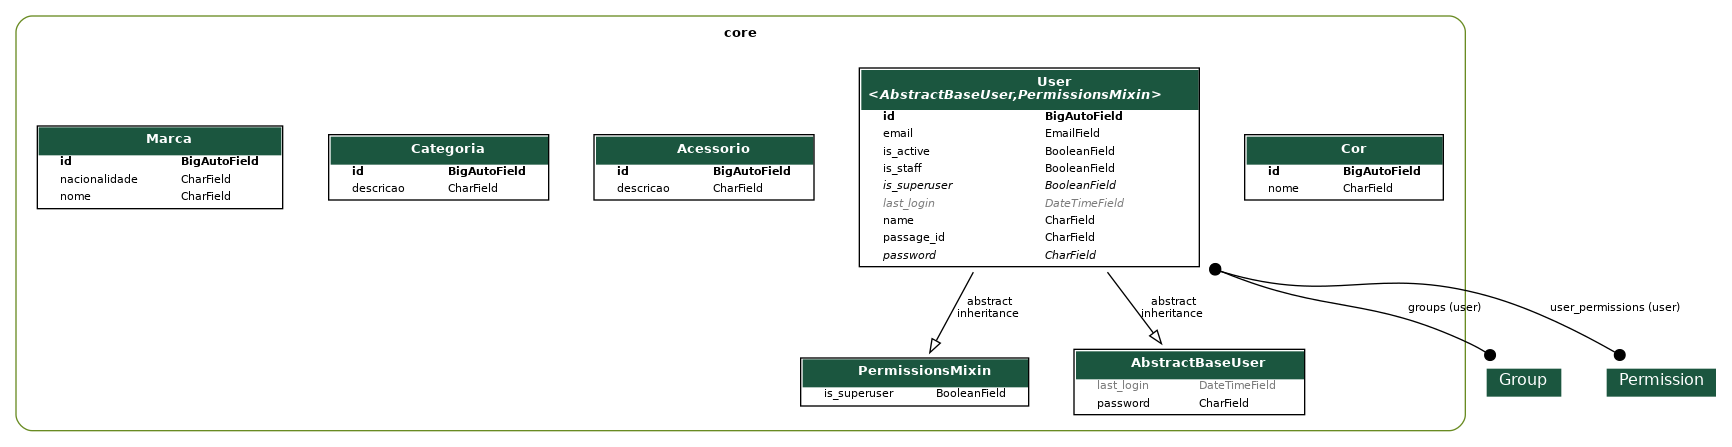 core
Marca
id BigAutoField
nacionalidade CharField
nome CharField
Categoria
id BigAutoField
descricao CharField
Acessorio
id BigAutoField
descricao CharField
User
<AbstractBaseUser,PermissionsMixin>
id BigAutoField
email EmailField
is_active BooleanField
is_staff BooleanField
is_superuser BooleanField
last_login DateTimeField
name CharField
passage_id CharField
password CharField
Cor
id BigAutoField
nome CharField
abstract
inheritance
abstract
inheritance
groups (user)
user_permissions (user)
PermissionsMixin
is_superuser BooleanField
AbstractBaseUser
last_login DateTimeField
password CharField
Group
Permission